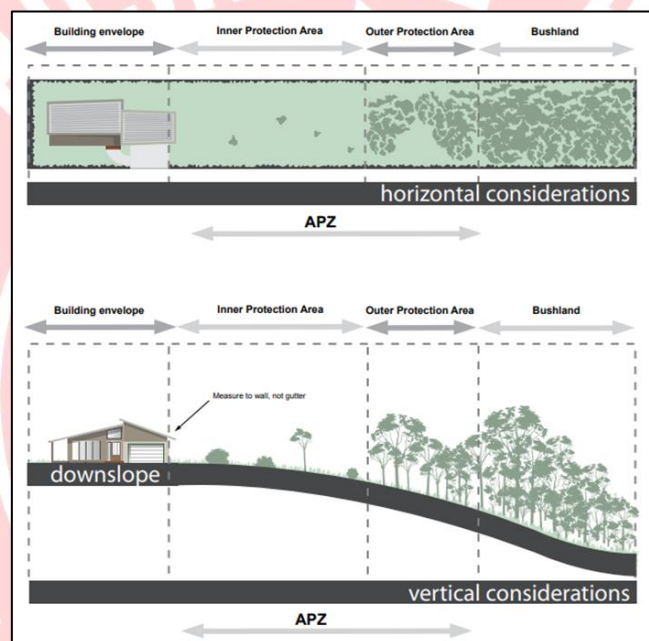 Building envelope Inner Protection Area Outer Protection Area Bushland
horizontal considerations
APZ
Building envelope Inner Protection Area Outer Protection Area Bushland
Measure to wall, not gutter
downslope
vertical considerations
APZ